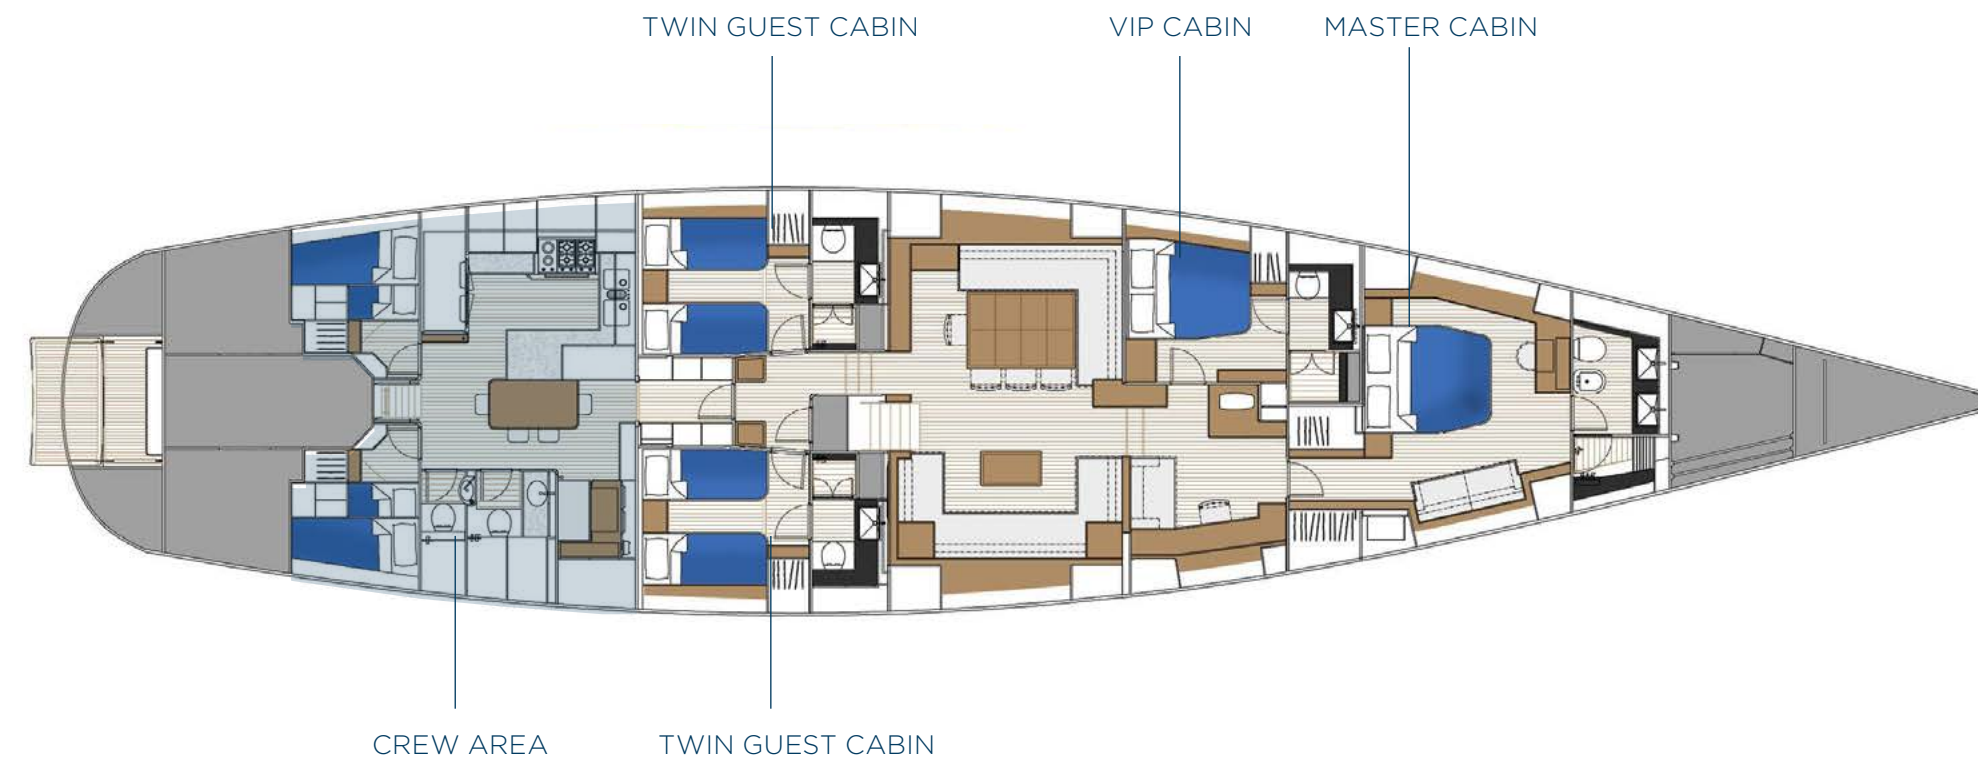 TWIN GUEST CABIN
VIP CABIN
MASTER CABIN
CREW AREA
TWIN GUEST CABIN